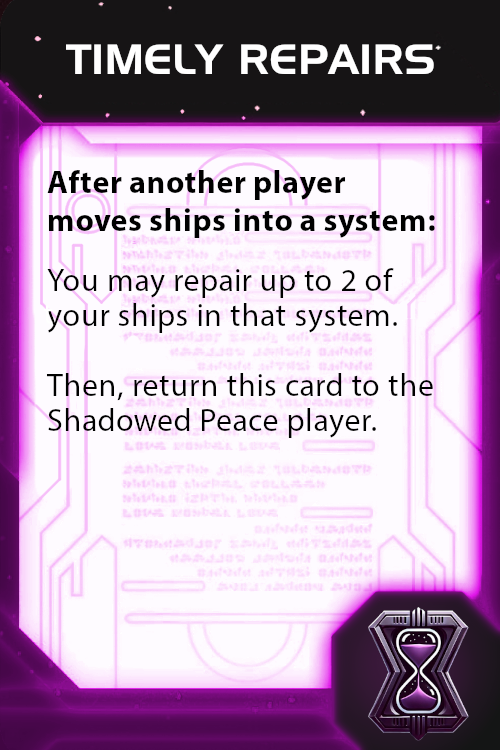 TIMELY REPAIRS
After another player
moves ships into a system:
You may repair up to 2 of
your ships in that system.
Then, return this card to the
Shadowed Peace player.